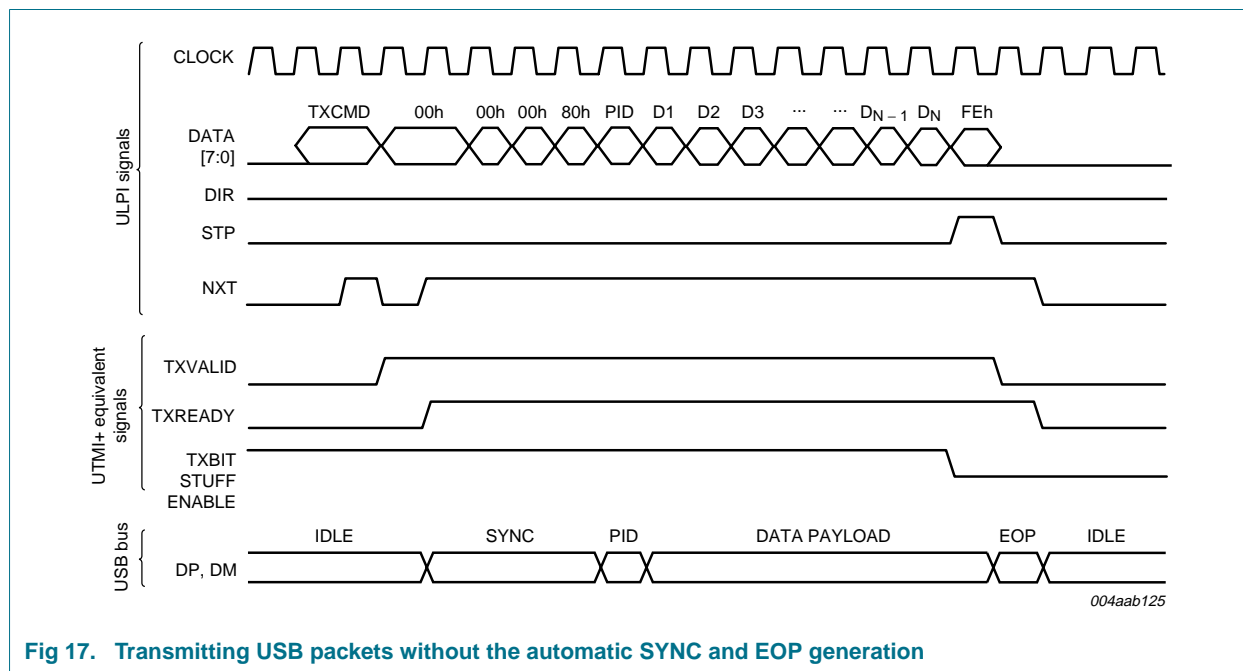 CLOCK
TXCMD 00h 00h 00h 80h PID D1 D2 D3 ... ... DN – 1 DN FEh
DATA
[7:0]
DIR
STP
NXT
ULPI signals
TXVALID
TXREADY
TXBIT
STUFF
ENABLE
UTMI+ equivalent
signals
IDLE SYNC PID DATA PAYLOAD EOP IDLE
DP, DM
USB bus
004aab125
Fig 17. Transmitting USB packets without the automatic SYNC and EOP generation